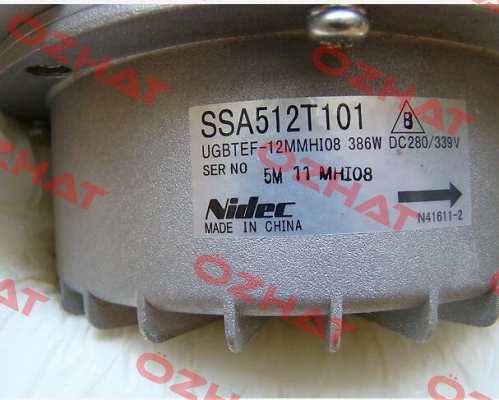 OZHAT
OZHAT
SSA512T101 B
UGBTEF-12MMHI08 386W DC280/339V
SER NO 5M 11 MHI08
Nidec
MADE IN CHINA
N41611-2
OZHAT
OZHAT
OZHAT
OZHAT